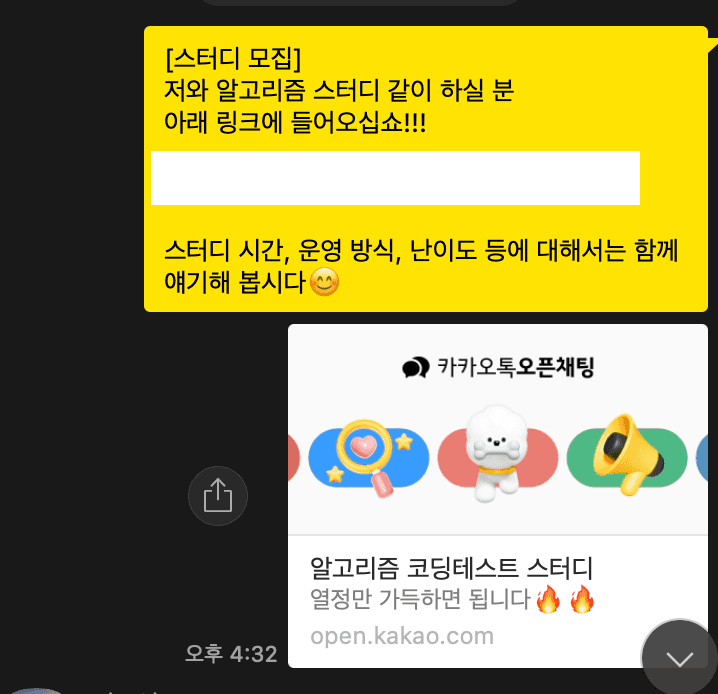 [스터디 모집]
저와 알고리즘 스터디 같이 하실 분
아래 링크에 들어오십쇼!!!
스터디 시간, 운영 방식, 난이도 등에 대해서는 함께
얘기해 봅시다😊
카카오톡오픈채팅
알고리즘 코딩테스트 스터디
열정만 가득하면 됩니다🔥 🔥
open.kakao.com
오후 4:32